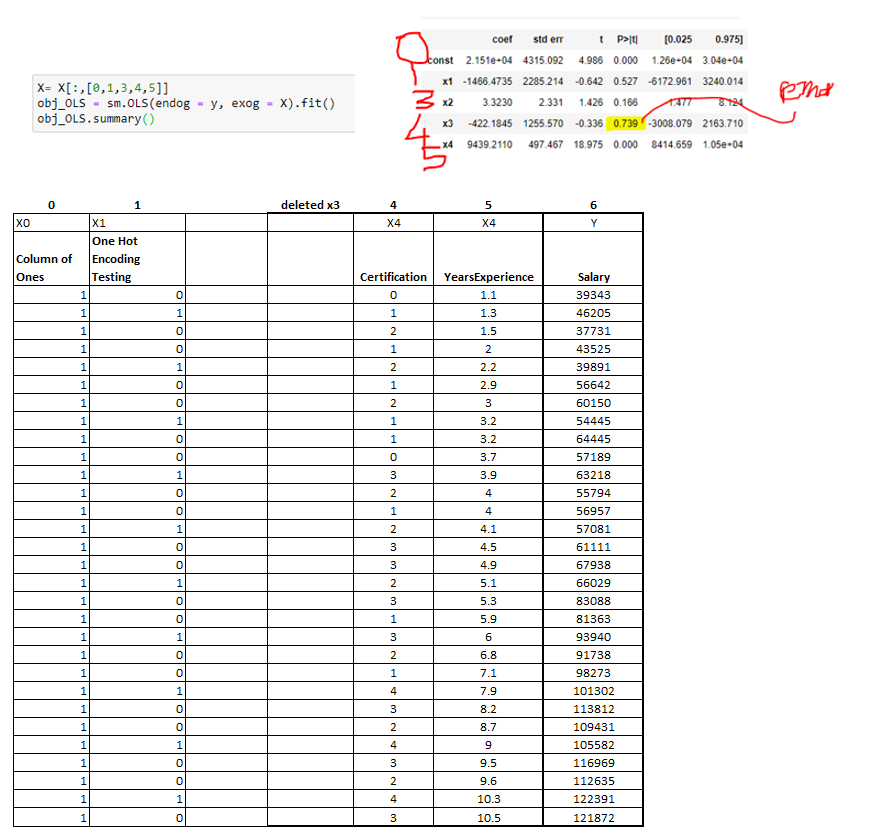 X= X[:,[0,1,3,4,5]]
obj_OLS = sm.OLS(endog = y, exog = X).fit()
obj_OLS.summary()
coef std err t P>|t| [0.025 0.975]
const 2.151e+04 4315.092 4.986 0.000 1.26e+04 3.04e+04
x1 -1466.4735 2285.214 -0.642 0.527 -6172.961 3240.014
x2 3.3230 2.331 1.426 0.166 -1.477 8.124
x3 -422.1845 1255.570 -0.336 0.739 -3008.079 2163.710
x4 9439.2110 497.467 18.975 0.000 8414.659 1.05e+04
0
1
3
4
5
0 1 deleted x3 4 5 6
X0 X1 X4 X4 Y
Column of Ones One Hot Encoding Testing Certification YearsExperience Salary
1 0 0 1.1 39343
1 1 1 1.3 46205
1 0 2 1.5 37731
1 0 1 2 43525
1 1 2 2.2 39891
1 0 1 2.9 56642
1 0 2 3 60150
1 1 1 3.2 54445
1 0 1 3.2 64445
1 0 0 3.7 57189
1 1 3 3.9 63218
1 0 2 4 55794
1 0 1 4 56957
1 1 2 4.1 57081
1 0 3 4.5 61111
1 0 3 4.9 67938
1 1 2 5.1 66029
1 0 3 5.3 83088
1 0 1 5.9 81363
1 1 3 6 93940
1 0 2 6.8 91738
1 0 1 7.1 98273
1 1 4 7.9 101302
1 0 3 8.2 113812
1 0 2 8.7 109431
1 1 4 9 105582
1 0 3 9.5 116969
1 0 2 9.6 112635
1 1 4 10.3 122391
1 0 3 10.5 121872